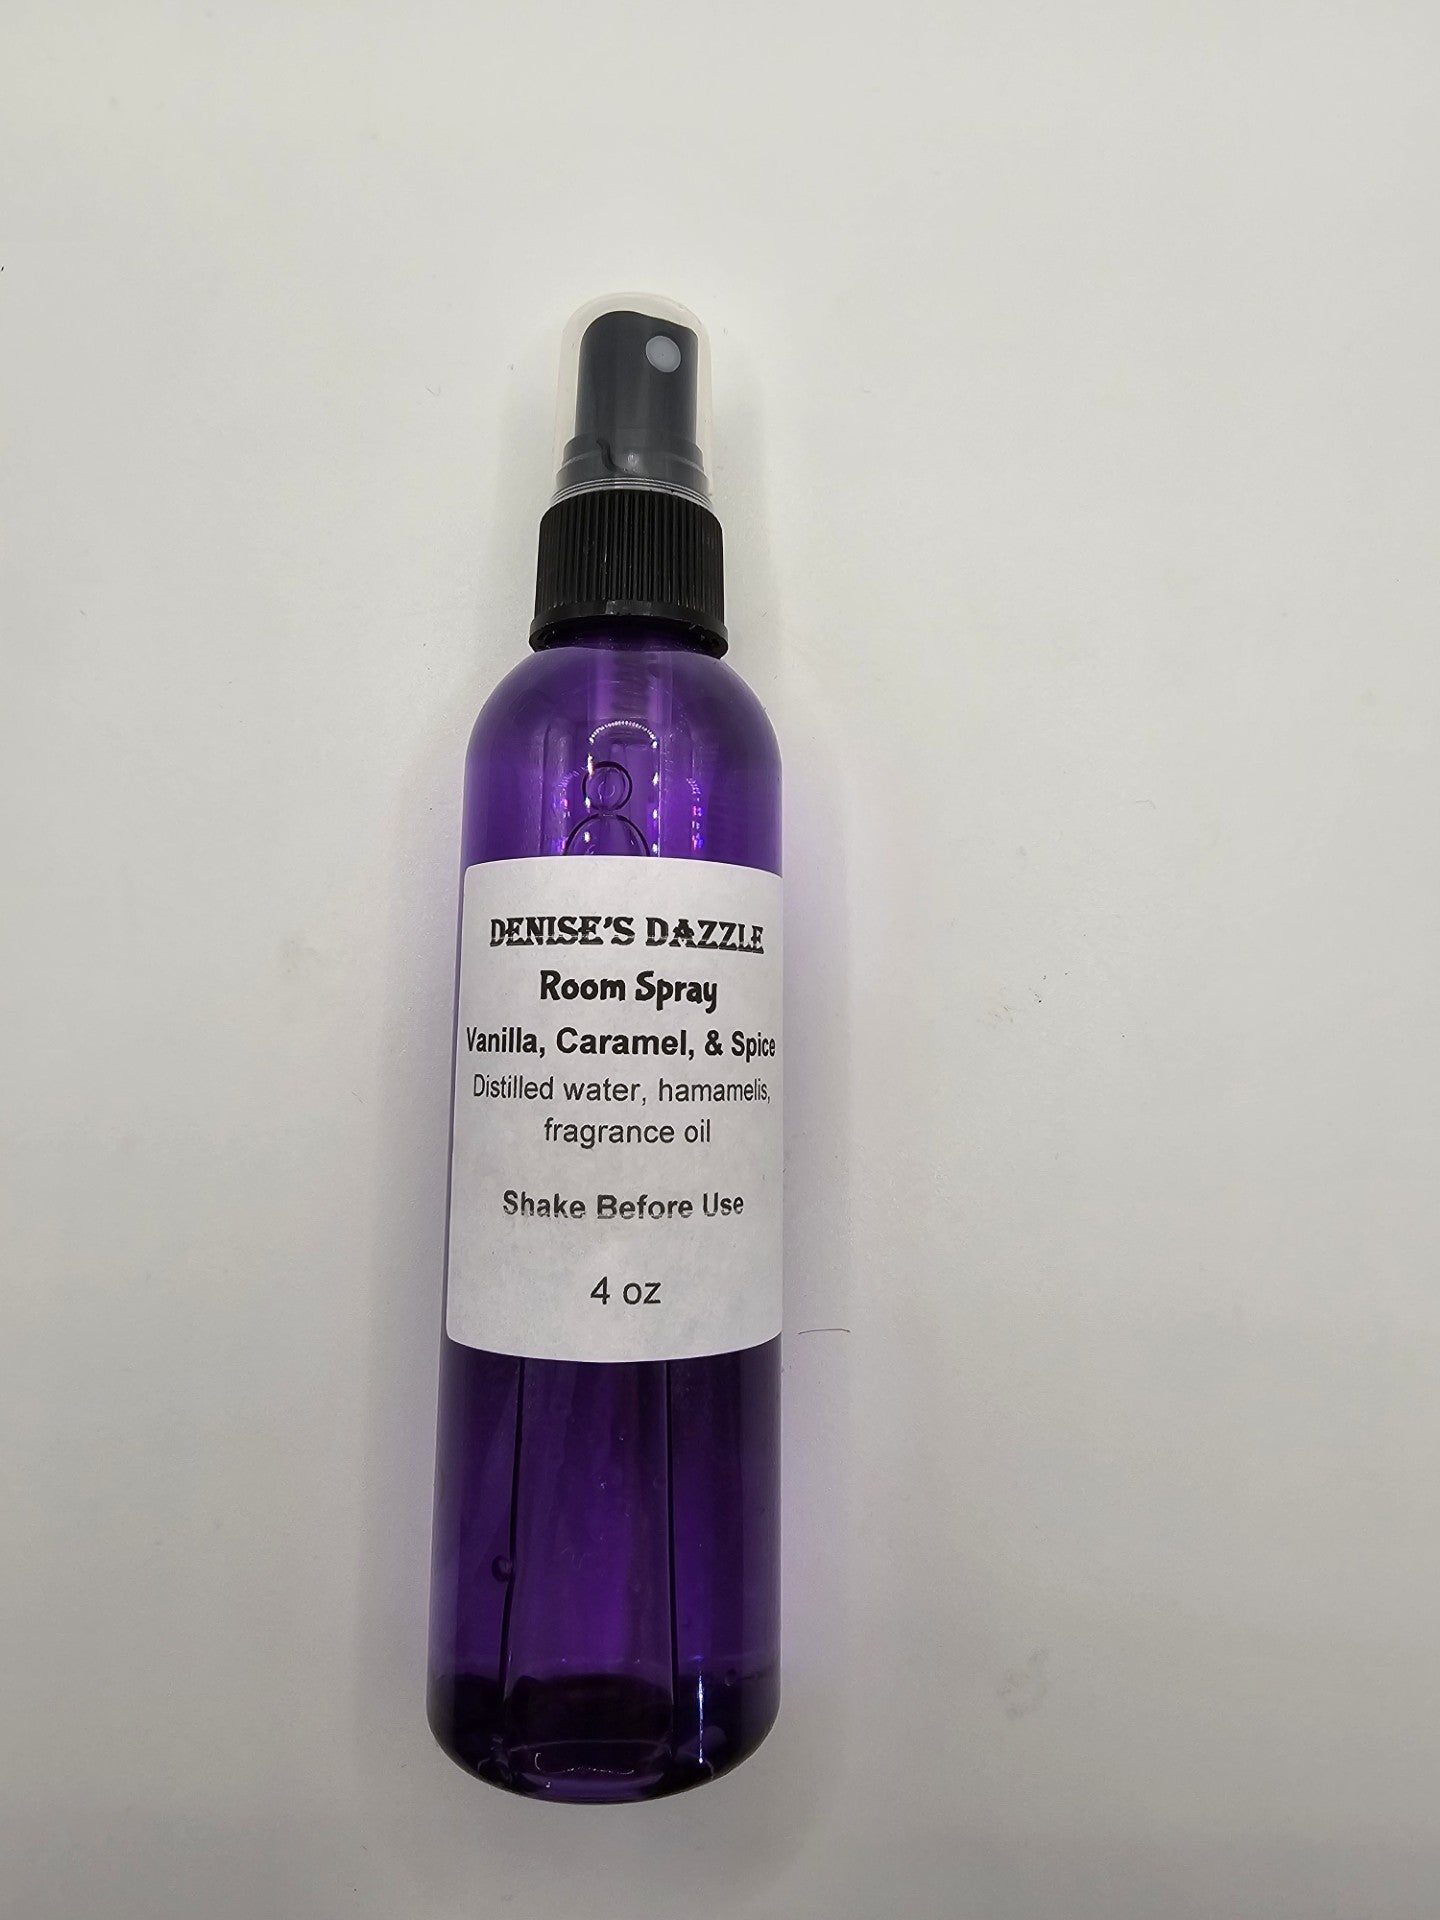 DENISE'S DAZZLE
Room Spray
Vanilla, Caramel, & Spice
Distilled water, hamamelis,
fragrance oil
Shake Before Use
4 oz